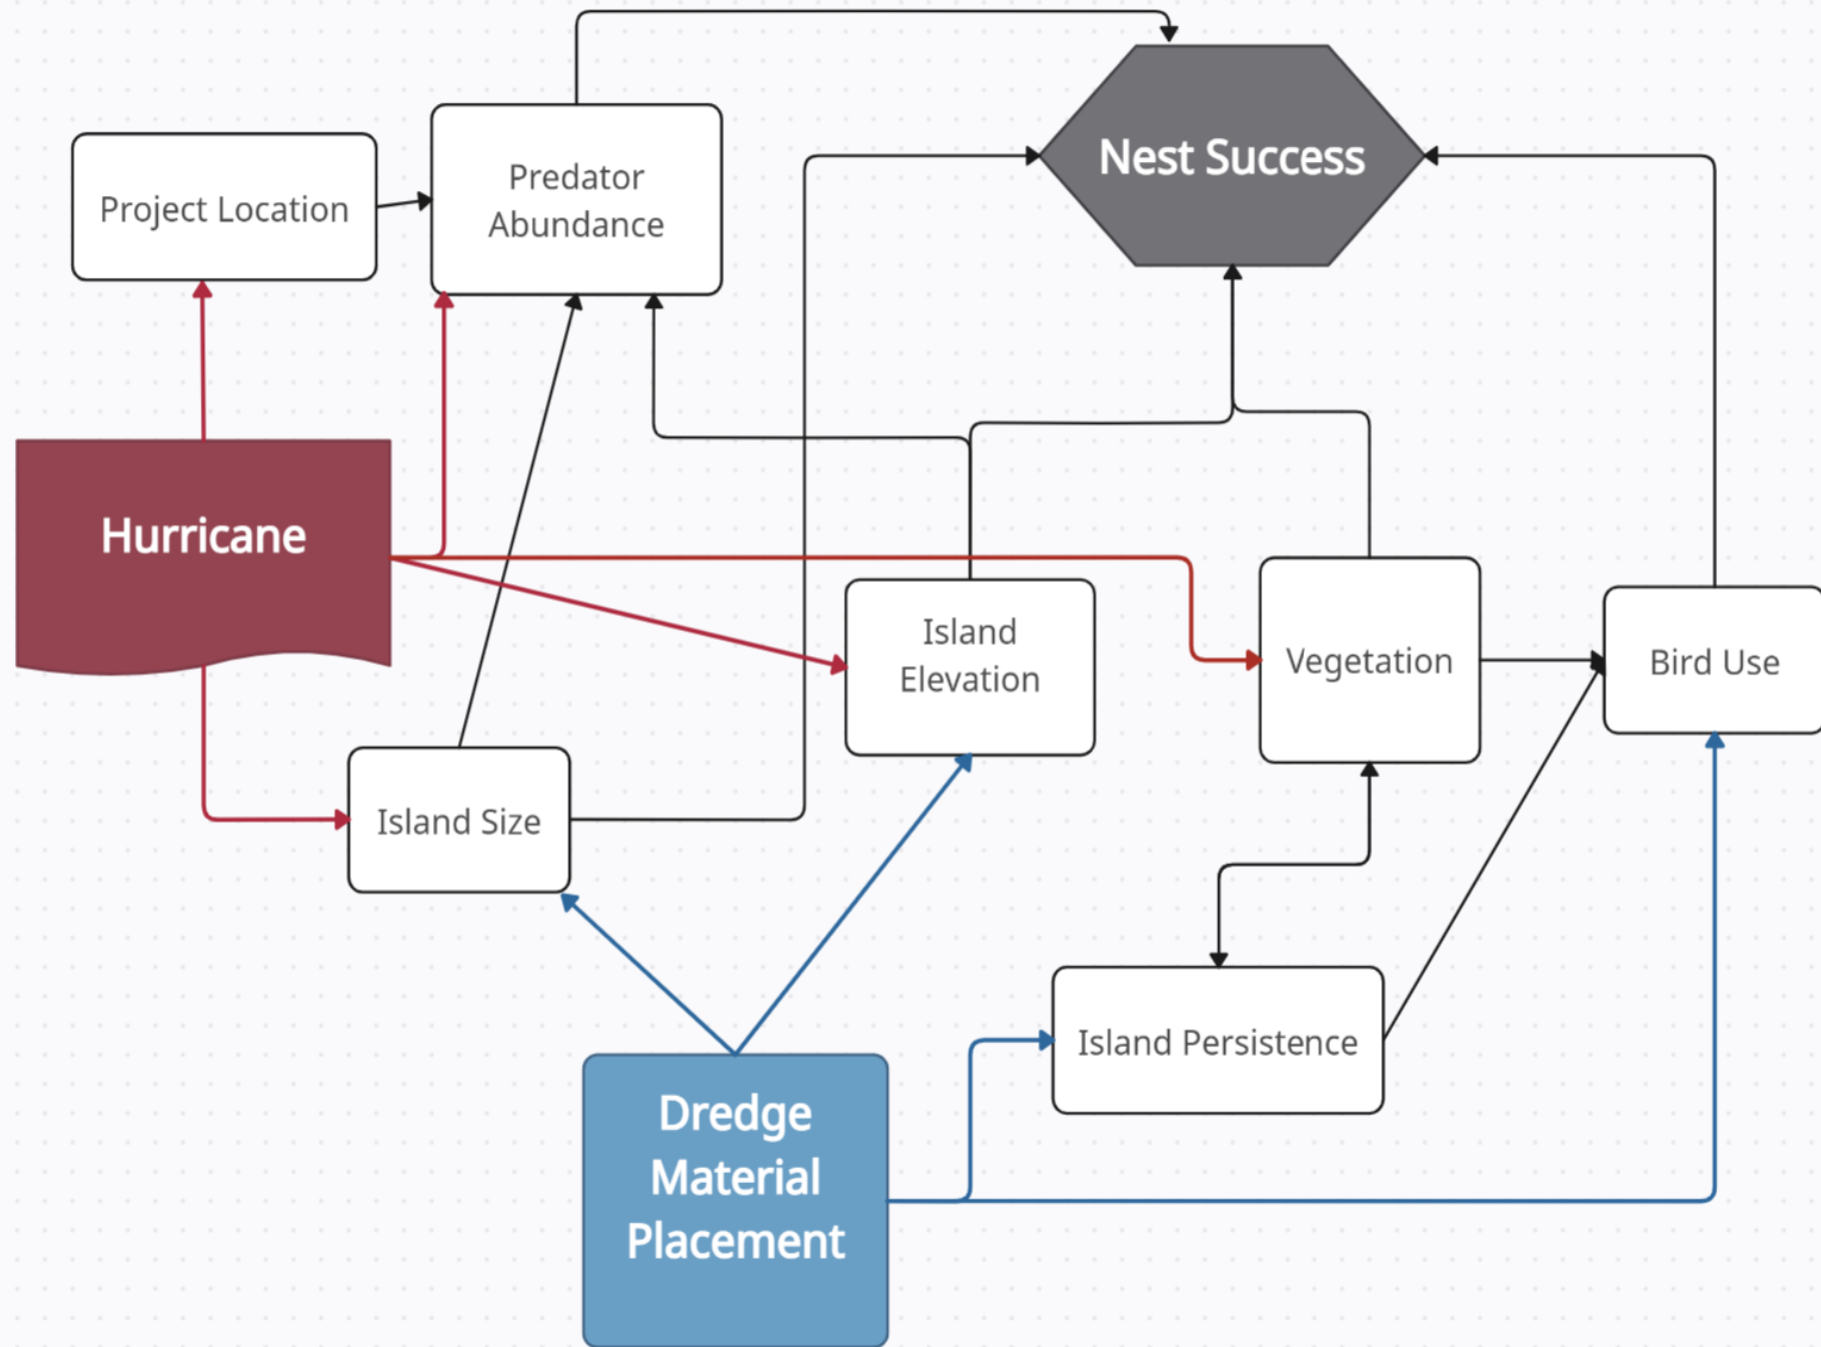 Nest Success
Predator
Abundance
Project Location
Hurricane
Island
Elevation
Vegetation
Bird Use
Island Size
Island Persistence
Dredge
Material
Placement